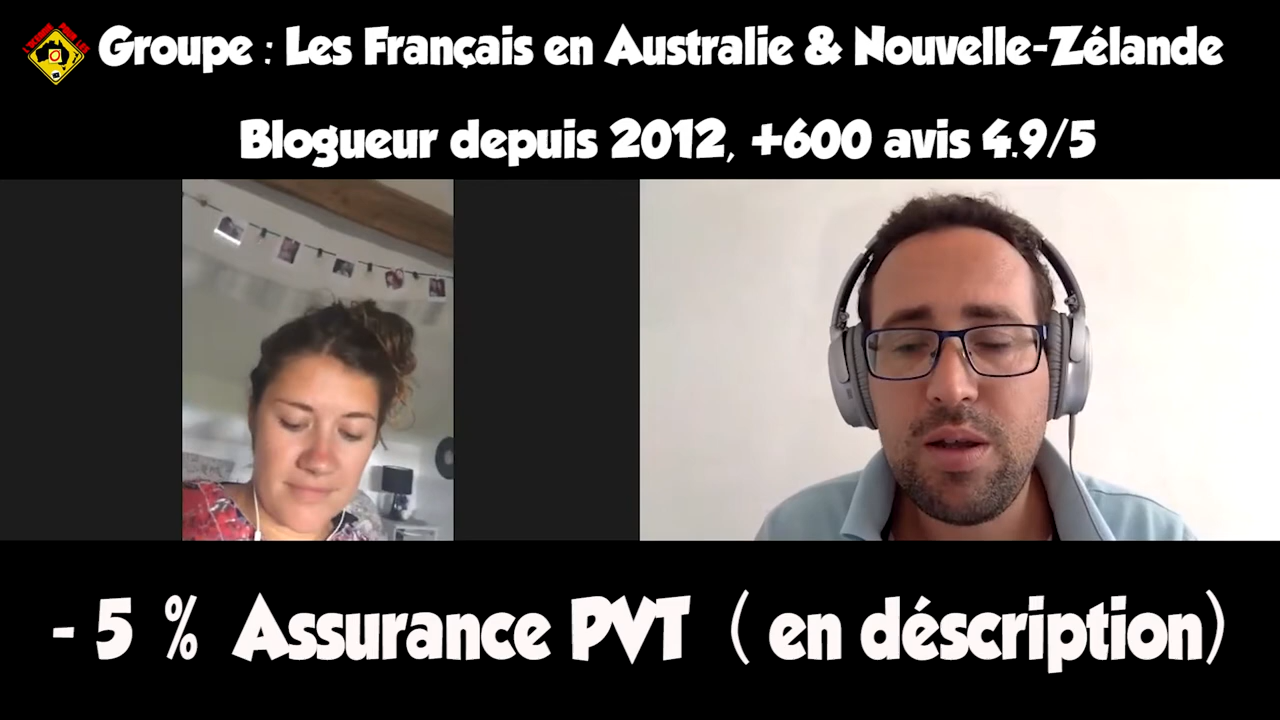 Groupe : Les Français en Australie & Nouvelle-Zélande
Blogueur depuis 2012, +600 avis 4.9/5
- 5 % Assurance PVT ( en déscription)